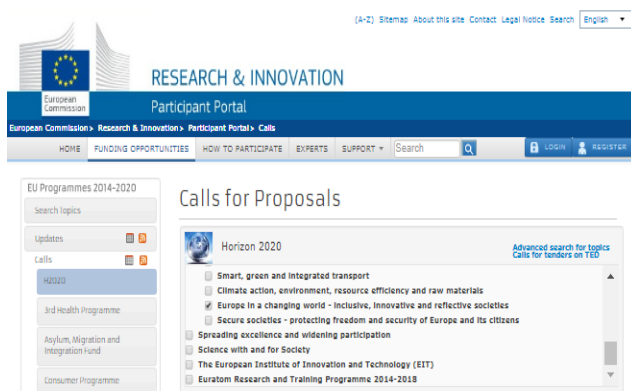 (A-Z) Sitemap About this site Contact Legal Notice Search English
RESEARCH & INNOVATION
European
Commission
Participant Portal
European Commission > Research & Innovation > Participant Portal > Calls
HOME FUNDING OPPORTUNITIES HOW TO PARTICIPATE EXPERTS SUPPORT Search LOGIN REGISTER
EU Programmes 2014-2020
Search Topics
Updates
Calls
H2020
3rd Health Programme
Asylum, Migration and
Integration Fund
Consumer Programme
Calls for Proposals
Horizon 2020
Advanced search for topics
Calls for tenders on TED
Smart, green and integrated transport
Climate action, environment, resource efficiency and raw materials
Europe in a changing world - inclusive, innovative and reflective societies
Secure societies - protecting freedom and security of Europe and its citizens
Spreading excellence and widening participation
Science with and for Society
The European Institute of Innovation and Technology (EIT)
Euratom Research and Training Programme 2014-2018